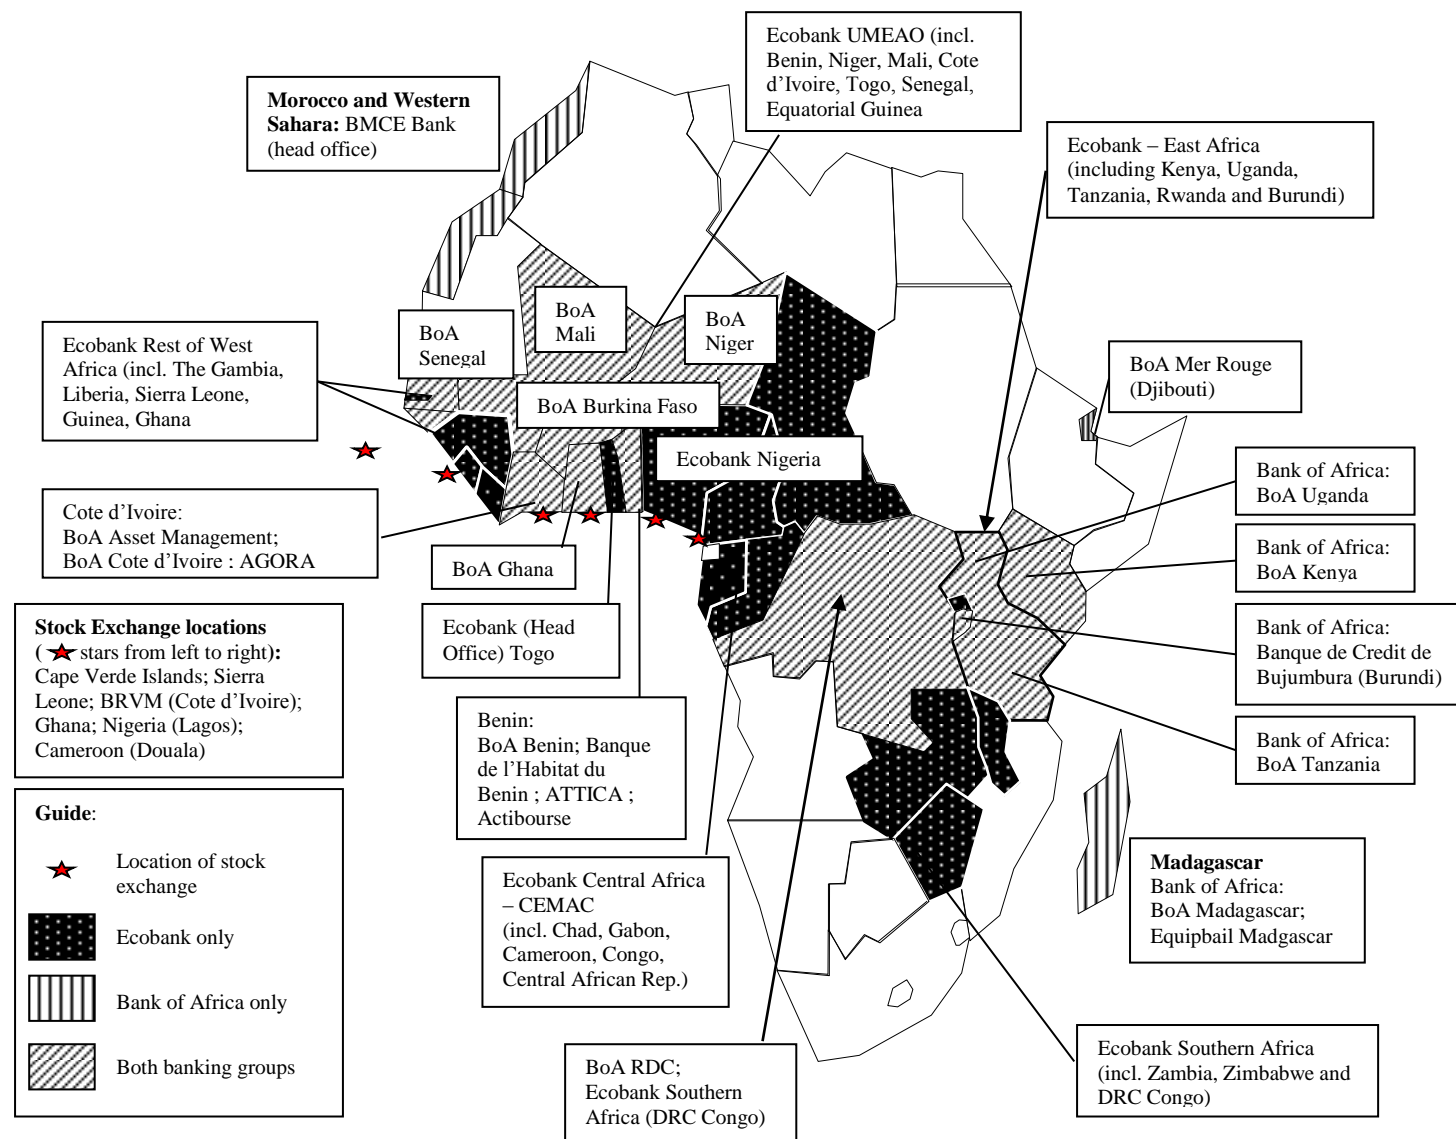 Ecobank UMEAO (incl.
Benin, Niger, Mali, Cote
d’Ivoire, Togo, Senegal,
Equatorial Guinea
Morocco and Western
Sahara: BMCE Bank
(head office)
Ecobank – East Africa
(including Kenya, Uganda,
Tanzania, Rwanda and Burundi)
BoA
Senegal
BoA
Mali
BoA
Niger
Ecobank Rest of West
Africa (incl. The Gambia,
Liberia, Sierra Leone,
Guinea, Ghana
BoA Mer Rouge
(Djibouti)
BoA Burkina Faso
Ecobank Nigeria
Bank of Africa:
BoA Uganda
Cote d’Ivoire:
BoA Asset Management;
BoA Cote d’Ivoire : AGORA
BoA Ghana
Bank of Africa:
BoA Kenya
Stock Exchange locations
( stars from left to right):
Cape Verde Islands; Sierra
Leone; BRVM (Cote d’Ivoire);
Ghana; Nigeria (Lagos);
Cameroon (Douala)
Ecobank (Head
Office) Togo
Bank of Africa:
Banque de Credit de
Bujumbura (Burundi)
Benin:
BoA Benin; Banque
de l’Habitat du
Benin ; ATTICA ;
Actibourse
Bank of Africa:
BoA Tanzania
Guide:
Location of stock
exchange
Ecobank only
Bank of Africa only
Both banking groups
Ecobank Central Africa
– CEMAC
(incl. Chad, Gabon,
Cameroon, Congo,
Central African Rep.)
Madagascar
Bank of Africa:
BoA Madagascar;
Equipbail Madgascar
BoA RDC;
Ecobank Southern
Africa (DRC Congo)
Ecobank Southern Africa
(incl. Zambia, Zimbabwe and
DRC Congo)